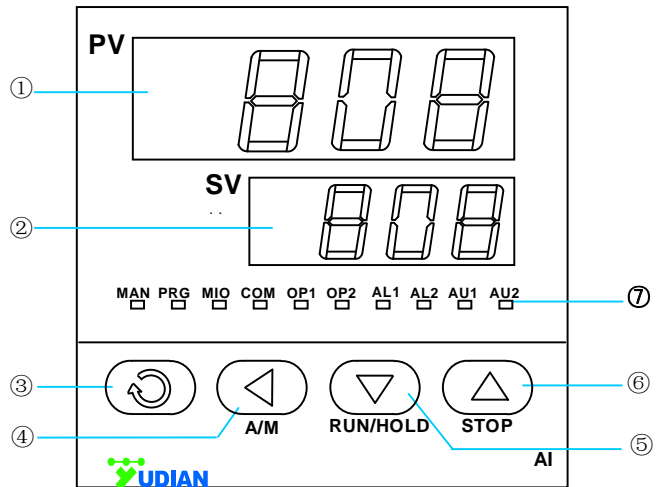 PV
① 808
SV
② 808
MAN PRG MIO COM OP1 OP2 AL1 AL2 AU1 AU2
⑦
③
⑥
④ A/M RUN/HOLD STOP ⑤
AI
YUDIAN